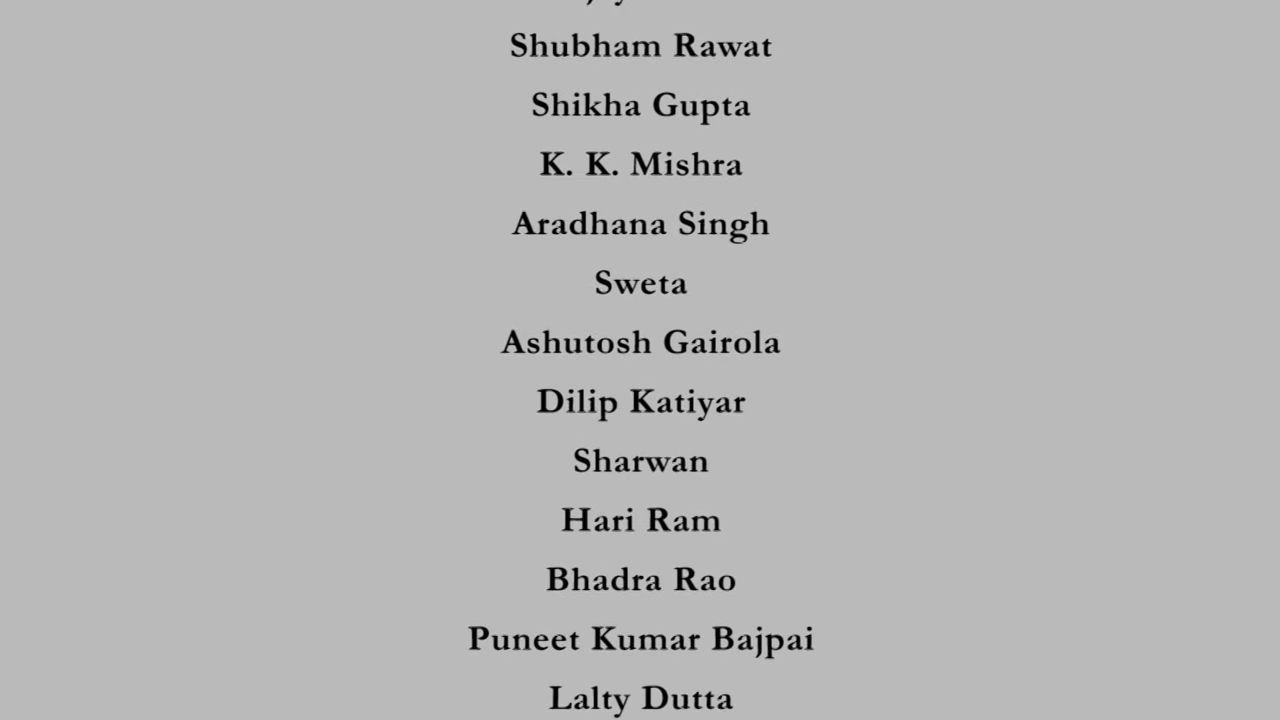 Shubham Rawat
Shikha Gupta
K. K. Mishra
Aradhana Singh
Sweta
Ashutosh Gairola
Dilip Katiyar
Sharwan
Hari Ram
Bhadra Rao
Puneet Kumar Bajpai
Lalty Dutta